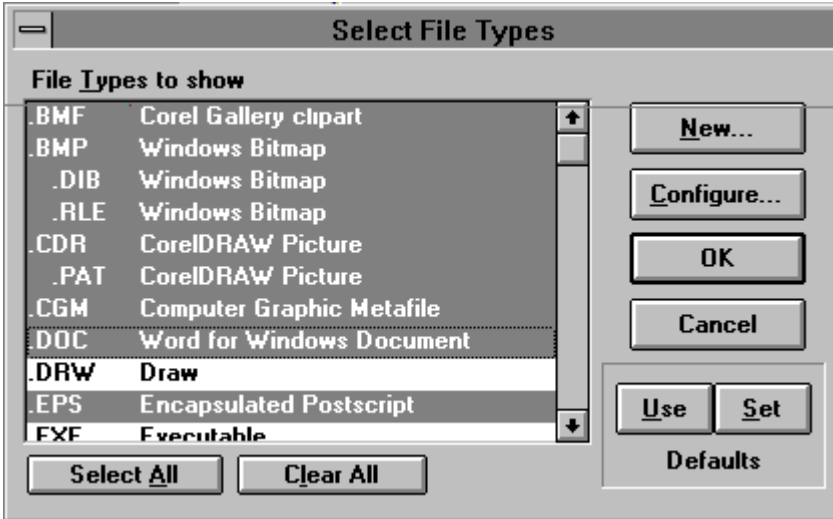 Select File Types
File Types to show
.BMF Corel Gallery clipart
.BMP Windows Bitmap
.DIB Windows Bitmap
.RLE Windows Bitmap
.CDR CorelDRAW Picture
.PAT CorelDRAW Picture
.CGM Computer Graphic Metafile
.DOC Word for Windows Document
.DRW Draw
.EPS Encapsulated Postscript
.EXE Executable
New...
Configure...
OK
Cancel
Use Set
Defaults
Select All Clear All